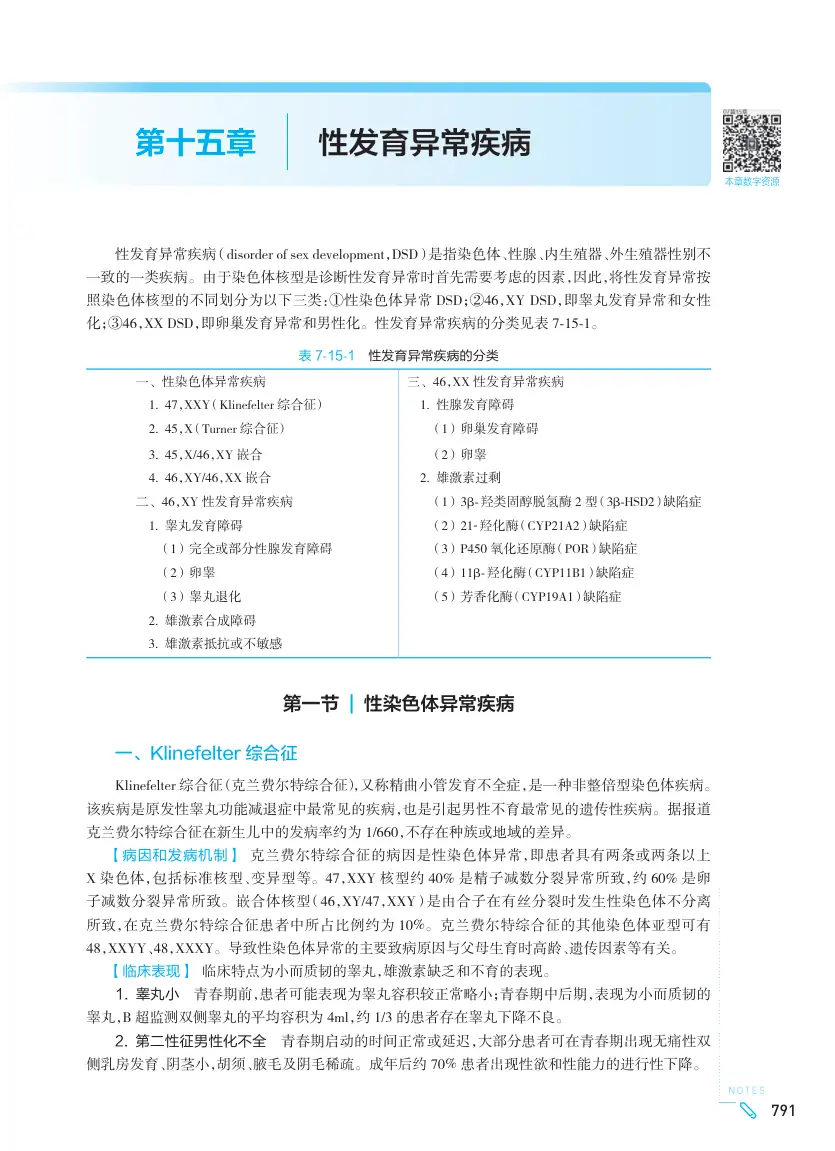 第十五章
性发育异常疾病
本章数字资源
性发育异常疾病（disorder of sex development，DSD）是指染色体、性腺、内生殖器、外生殖器性别不
一致的一类疾病。由于染色体核型是诊断性发育异常时首先需要考虑的因素，因此，将性发育异常按
照染色体核型的不同划分为以下三类：①性染色体异常 DSD；②46，XY DSD，即睾丸发育异常和女性
化；③46，XX DSD，即卵巢发育异常和男性化。性发育异常疾病的分类见表 7-15-1。
表 7-15-1 性发育异常疾病的分类
一、性染色体异常疾病
1. 47，XXY（Klinefelter 综合征）
2. 45，X（Turner 综合征）
3. 45，X/46，XY 嵌合
4. 46，XY/46，XX 嵌合
二、46，XY 性发育异常疾病
1. 睾丸发育障碍
（1）完全或部分性腺发育障碍
（2）卵睾
（3）睾丸退化
2. 雄激素合成障碍
3. 雄激素抵抗或不敏感
三、46，XX 性发育异常疾病
1. 性腺发育障碍
（1）卵巢发育障碍
（2）卵睾
2. 雄激素过剩
（1）3β- 羟类固醇脱氢酶 2 型（3β-HSD2）缺陷症
（2）21- 羟化酶（CYP21A2）缺陷症
（3）P450 氧化还原酶（POR）缺陷症
（4）11β- 羟化酶（CYP11B1）缺陷症
（5）芳香化酶（CYP19A1）缺陷症
第一节 | 性染色体异常疾病
一、Klinefelter 综合征
Klinefelter 综合征（克兰费尔特综合征），又称精曲小管发育不全症，是一种非整倍型染色体疾病。
该疾病是原发性睾丸功能减退症中最常见的疾病，也是引起男性不育最常见的遗传性疾病。据报道
克兰费尔特综合征在新生儿中的发病率约为 1/660，不存在种族或地域的差异。
【病因和发病机制】 克兰费尔特综合征的病因是性染色体异常，即患者具有两条或两条以上
X 染色体，包括标准核型、变异型等。47，XXY 核型约 40% 是精子减数分裂异常所致，约 60% 是卵
子减数分裂异常所致。嵌合体核型（46，XY/47，XXY）是由合子在有丝分裂时发生性染色体不分离
所致，在克兰费尔特综合征患者中所占比例约为 10%。克兰费尔特综合征的其他染色体亚型可有
48，XXYY、48，XXXY。导致性染色体异常的主要致病原因与父母生育时高龄、遗传因素等有关。
【临床表现】 临床特点为小而质韧的睾丸，雄激素缺乏和不育的表现。
1. 睾丸小 青春期前，患者可能表现为睾丸容积较正常略小；青春期中后期，表现为小而质韧的
睾丸，B 超监测双侧睾丸的平均容积为 4ml，约 1/3 的患者存在睾丸下降不良。
2. 第二性征男性化不全 青春期启动的时间正常或延迟，大部分患者可在青春期出现无痛性双
侧乳房发育、阴茎小，胡须、腋毛及阴毛稀疏。成年后约 70% 患者出现性欲和性能力的进行性下降。
NOTES
791